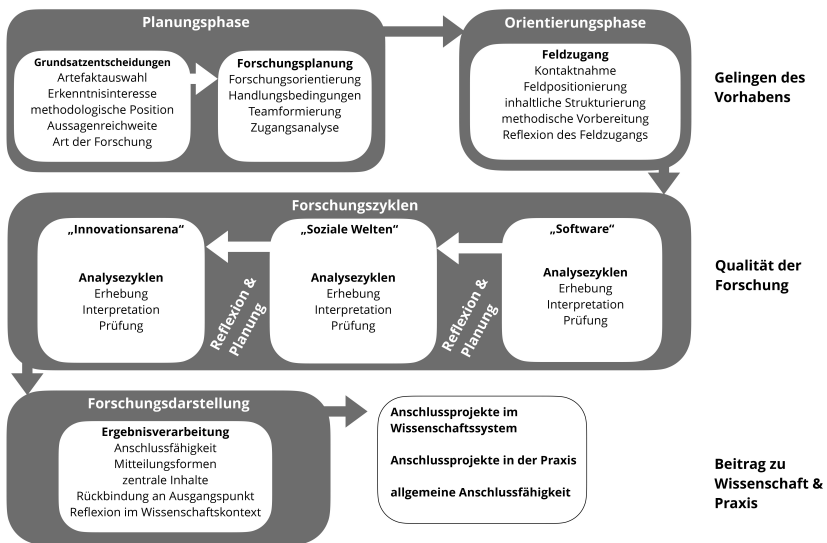 Planungsphase
Grundsatzentscheidungen
Artefaktauswahl
Erkenntnisinteresse
methodologische Position
Aussagenreichweite
Art der Forschung
Forschungsplanung
Forschungsorientierung
Handlungsbedingungen
Teamformierung
Zugangsanalyse
Orientierungsphase
Feldzugang
Kontaktnahme
Feldpositionierung
inhaltliche Strukturierung
methodische Vorbereitung
Reflexion des Feldzugangs
Gelingen des
Vorhabens
Forschungszyklen
„Innovationsarena“
Analysezyklen
Erhebung
Interpretation
Prüfung
Reflexion &
Planung
„Soziale Welten“
Analysezyklen
Erhebung
Interpretation
Prüfung
Reflexion &
Planung
„Software“
Analysezyklen
Erhebung
Interpretation
Prüfung
Qualität der
Forschung
Forschungsdarstellung
Ergebnisverarbeitung
Anschlussfähigkeit
Mitteilungsformen
zentrale Inhalte
Rückbindung an Ausgangspunkt
Reflexion im Wissenschaftskontext
Anschlussprojekte im
Wissenschaftssystem
Anschlussprojekte in der Praxis
allgemeine Anschlussfähigkeit
Beitrag zu
Wissenschaft &
Praxis